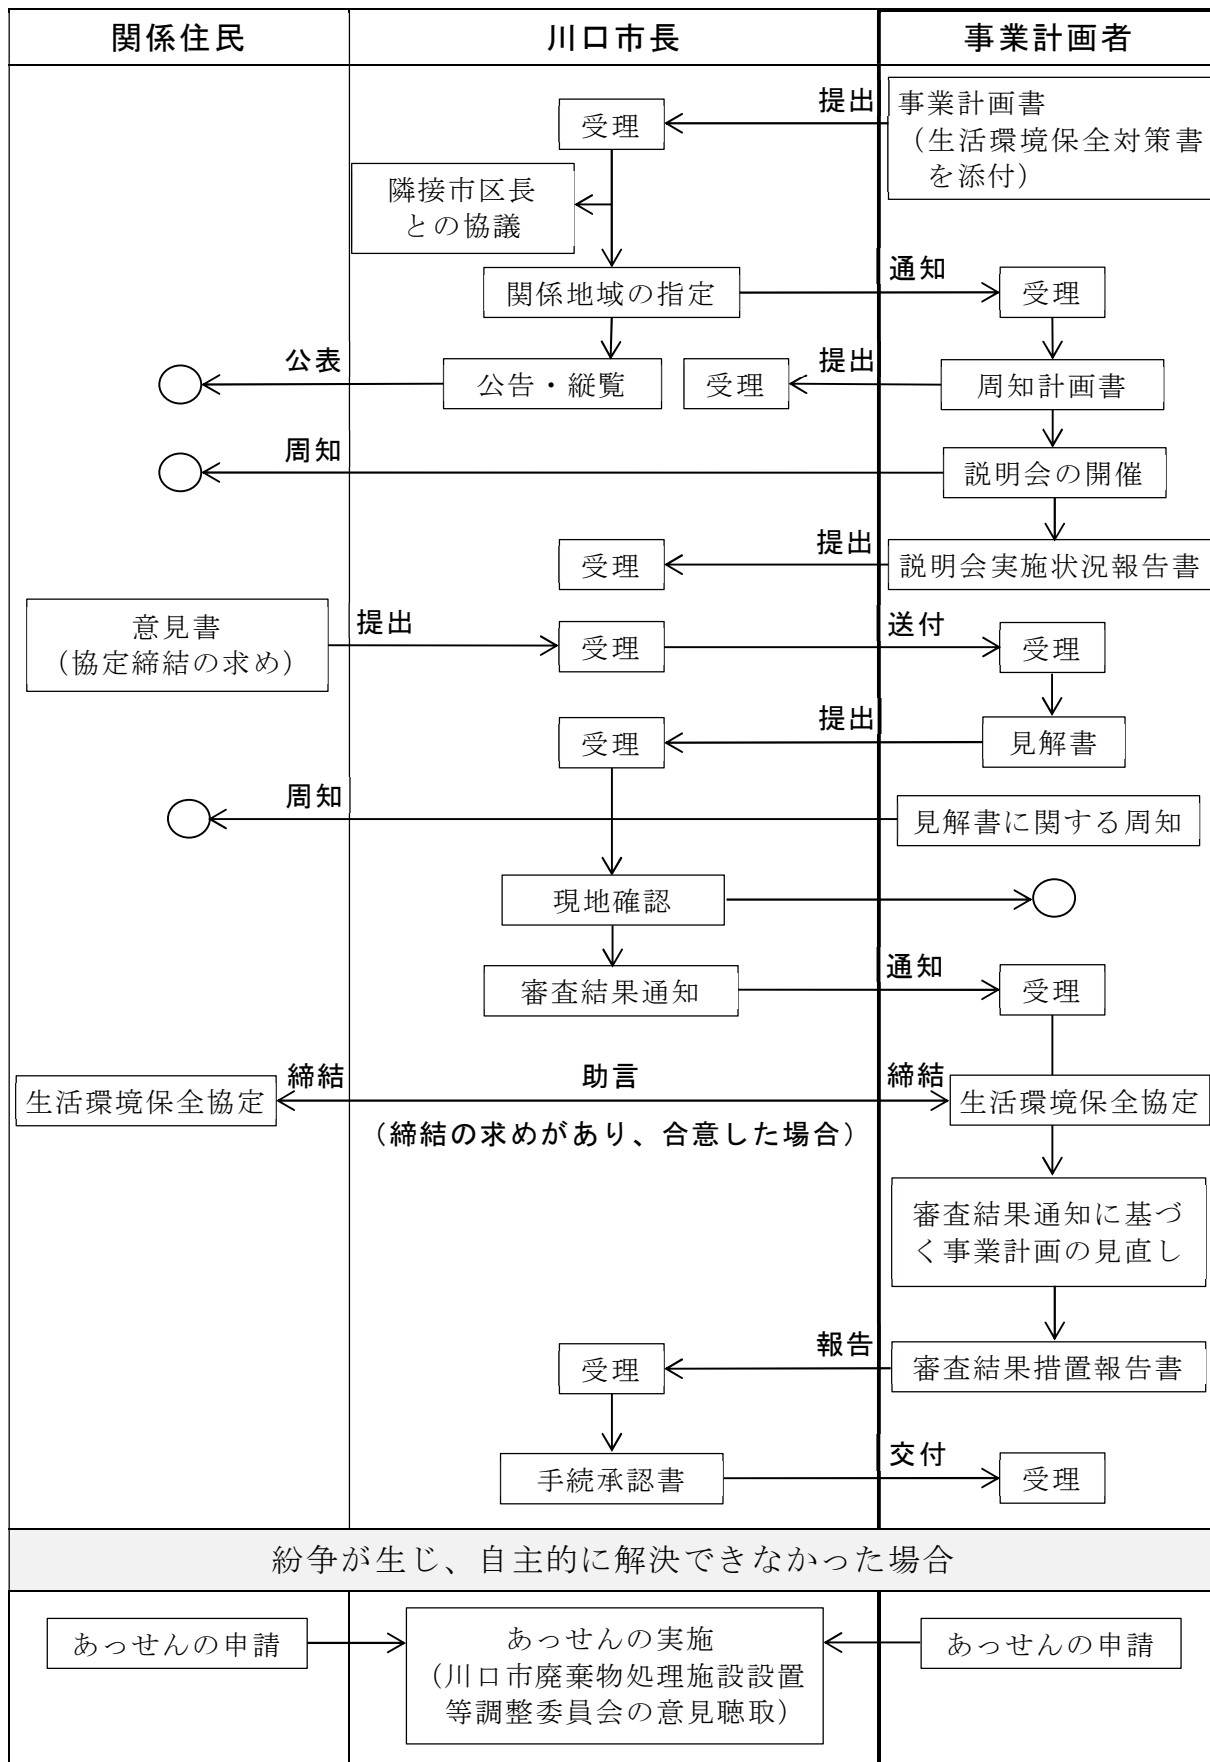 関係住民
川口市長
事業計画者
提出
事業計画書
（生活環境保全対策書
を添付）
受理
隣接市区長
との協議
関係地域の指定
通知
受理
公表
公告・縦覧
受理
提出
周知計画書
周知
説明会の開催
提出
受理
説明会実施状況報告書
意見書
（協定締結の求め）
提出
受理
送付
受理
提出
受理
見解書
周知
見解書に関する周知
現地確認
審査結果通知
通知
受理
生活環境保全協定
締結
助言
締結
生活環境保全協定
（締結の求めがあり、合意した場合）
審査結果通知に基づ
く事業計画の見直し
報告
受理
審査結果措置報告書
手続承認書
交付
受理
紛争が生じ、自主的に解決できなかった場合
あっせんの申請
あっせんの実施
（川口市廃棄物処理施設設置
等調整委員会の意見聴取）
あっせんの申請